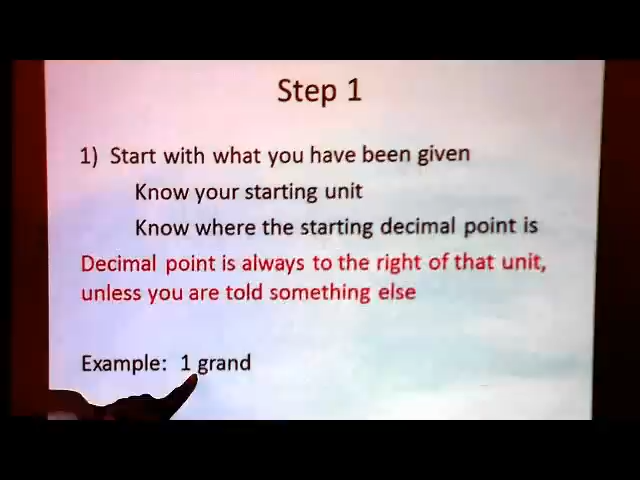 Step 1
1) Start with what you have been given
Know your starting unit
Know where the starting decimal point is
Decimal point is always to the right of that unit,
unless you are told something else
Example: 1 grand